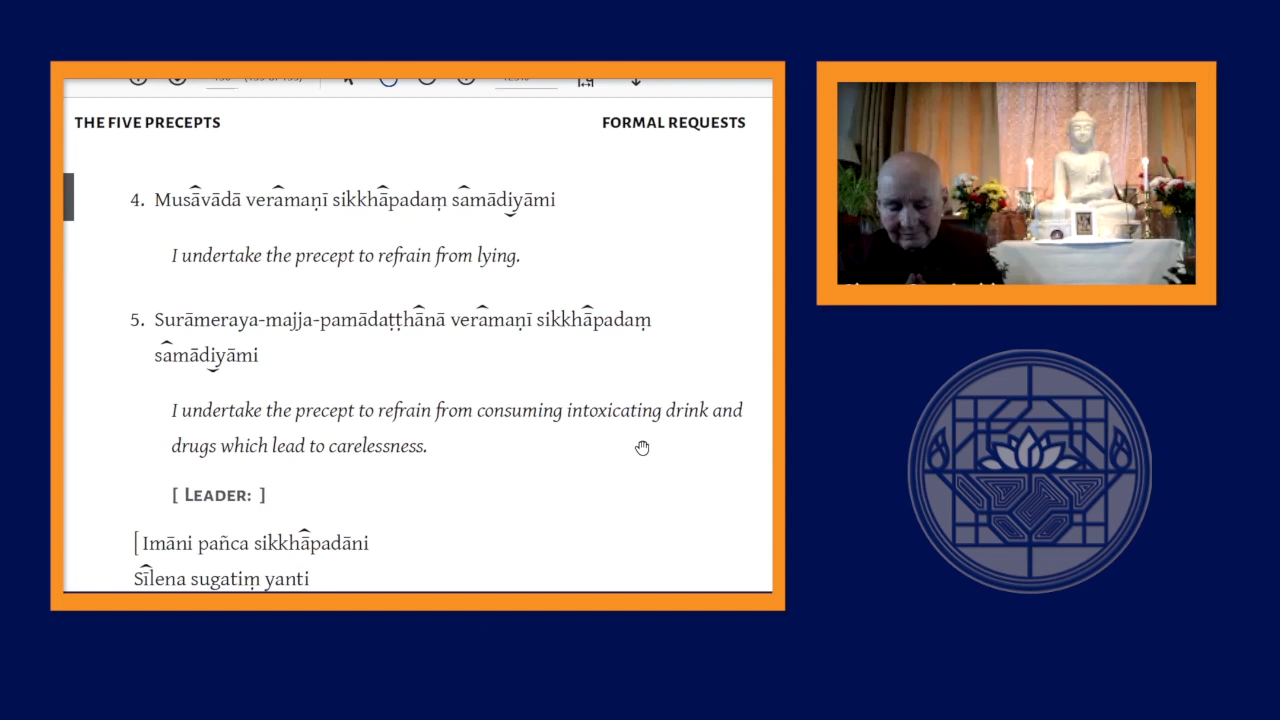 THE FIVE PRECEPTS
FORMAL REQUESTS
4. Musāvādā veramaṇī sikkhāpadaṃ samādiyāmi
I undertake the precept to refrain from lying.
5. Surāmeraya-majja-pamādaṭṭhānā veramaṇī sikkhāpadaṃ
samādiyāmi
I undertake the precept to refrain from consuming intoxicating drink and
drugs which lead to carelessness.
[ LEADER: ]
[Imāni pañca sikkhāpadāni
Sīlena sugatiṃ yanti